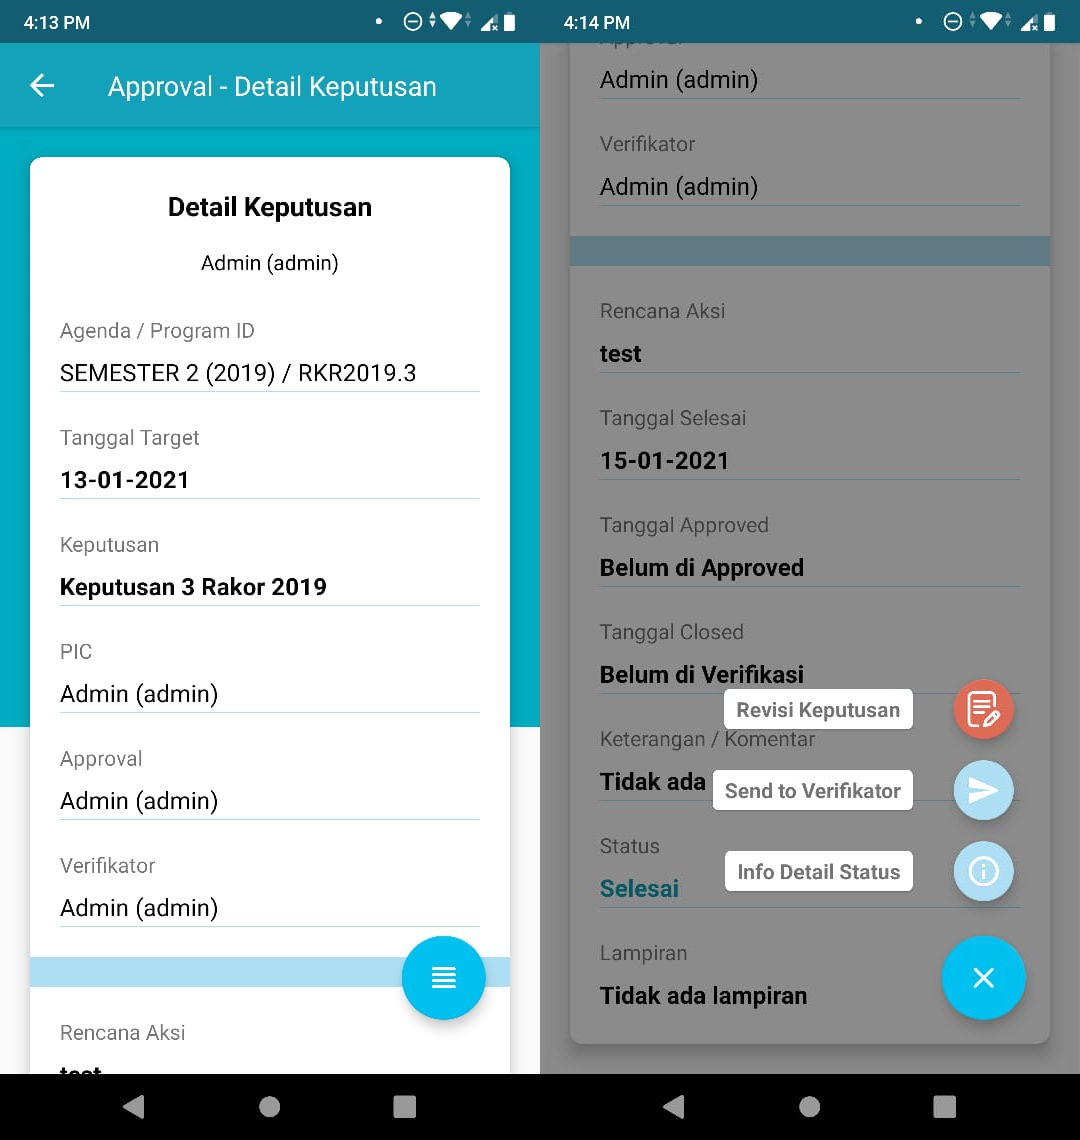 4:13 PM
Approval - Detail Keputusan
Detail Keputusan
Admin (admin)
Agenda / Program ID
SEMESTER 2 (2019) / RKR2019.3
Tanggal Target
13-01-2021
Keputusan
Keputusan 3 Rakor 2019
PIC
Admin (admin)
Approval
Admin (admin)
Verifikator
Admin (admin)
Rencana Aksi
test
4:14 PM
Approval
Admin (admin)
Verifikator
Admin (admin)
Rencana Aksi
test
Tanggal Selesai
15-01-2021
Tanggal Approved
Belum di Approved
Tanggal Closed
Belum di Verifikasi
Revisi Keputusan
Keterangan / Komentar
Tidak ada
Send to Verifikator
Status
Selesai
Info Detail Status
Lampiran
Tidak ada lampiran